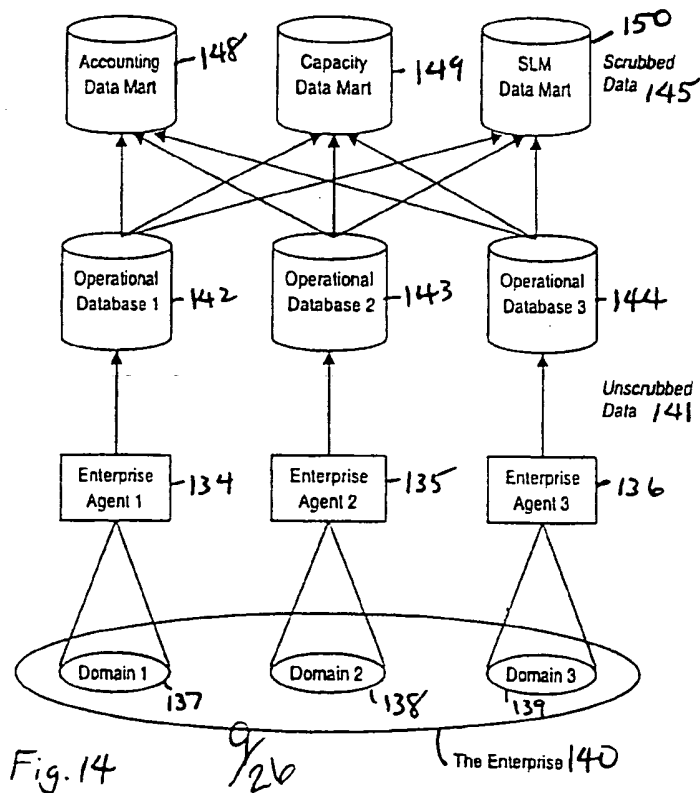 Accounting
Data Mart
148
Capacity
Data Mart
149
SLM
Data Mart
150
Scrubbed
Data 145
Operational
Database 1
142
Operational
Database 2
143
Operational
Database 3
144
Unscrubbed
Data 141
Enterprise
Agent 1
134
Enterprise
Agent 2
135
Enterprise
Agent 3
136
Domain 1
137
Domain 2
138
Domain 3
139
The Enterprise 140
Fig. 14
9/26